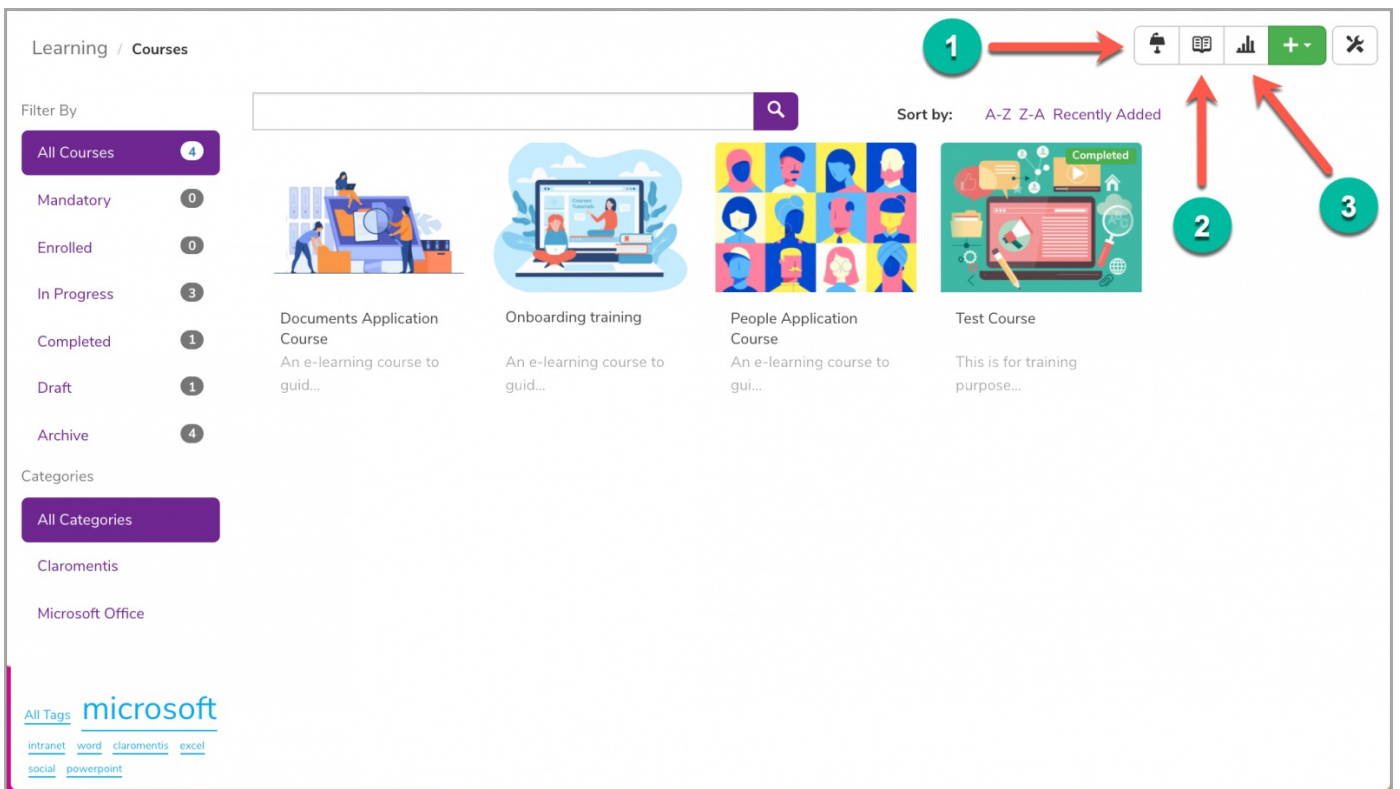 Learning / Courses
1
Filter By
Sort by: A-Z Z-A Recently Added
All Courses 4
Mandatory 0
Enrolled 0
In Progress 3
Completed 1
Draft 1
Archive 4
Courses
Tutorials
Completed
2
3
Documents Application
Course
An e-learning course to
guid...
Onboarding training
An e-learning course to
guid...
People Application
Course
An e-learning course to
gui...
Test Course
This is for training
purpose...
Categories
All Categories
Claromentis
Microsoft Office
All Tags microsoft
intranet word claromentis excel
social powerpoint